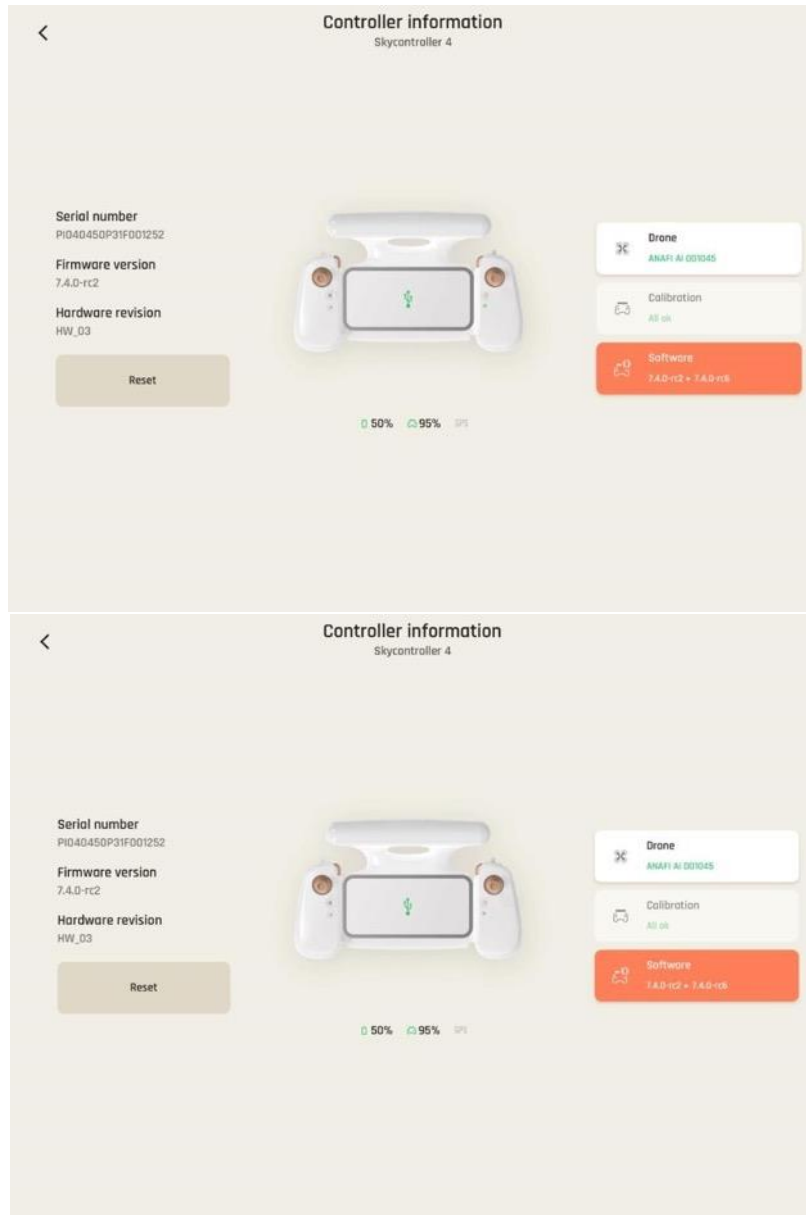 Controller information
Skycontroller 4
Serial number
PI040450P31F001252
Firmware version
7.4.0-rc2
Hardware revision
HW_03
Reset
50% 95% GPS
Drone
ANAFI Ai 001045
Calibration
All ok
Software
7.4.0-rc2 • 7.4.0-rc6
Controller information
Skycontroller 4
Serial number
PI040450P31F001252
Firmware version
7.4.0-rc2
Hardware revision
HW_03
Reset
50% 95% GPS
Drone
ANAFI Ai 001045
Calibration
All ok
Software
7.4.0-rc2 • 7.4.0-rc6